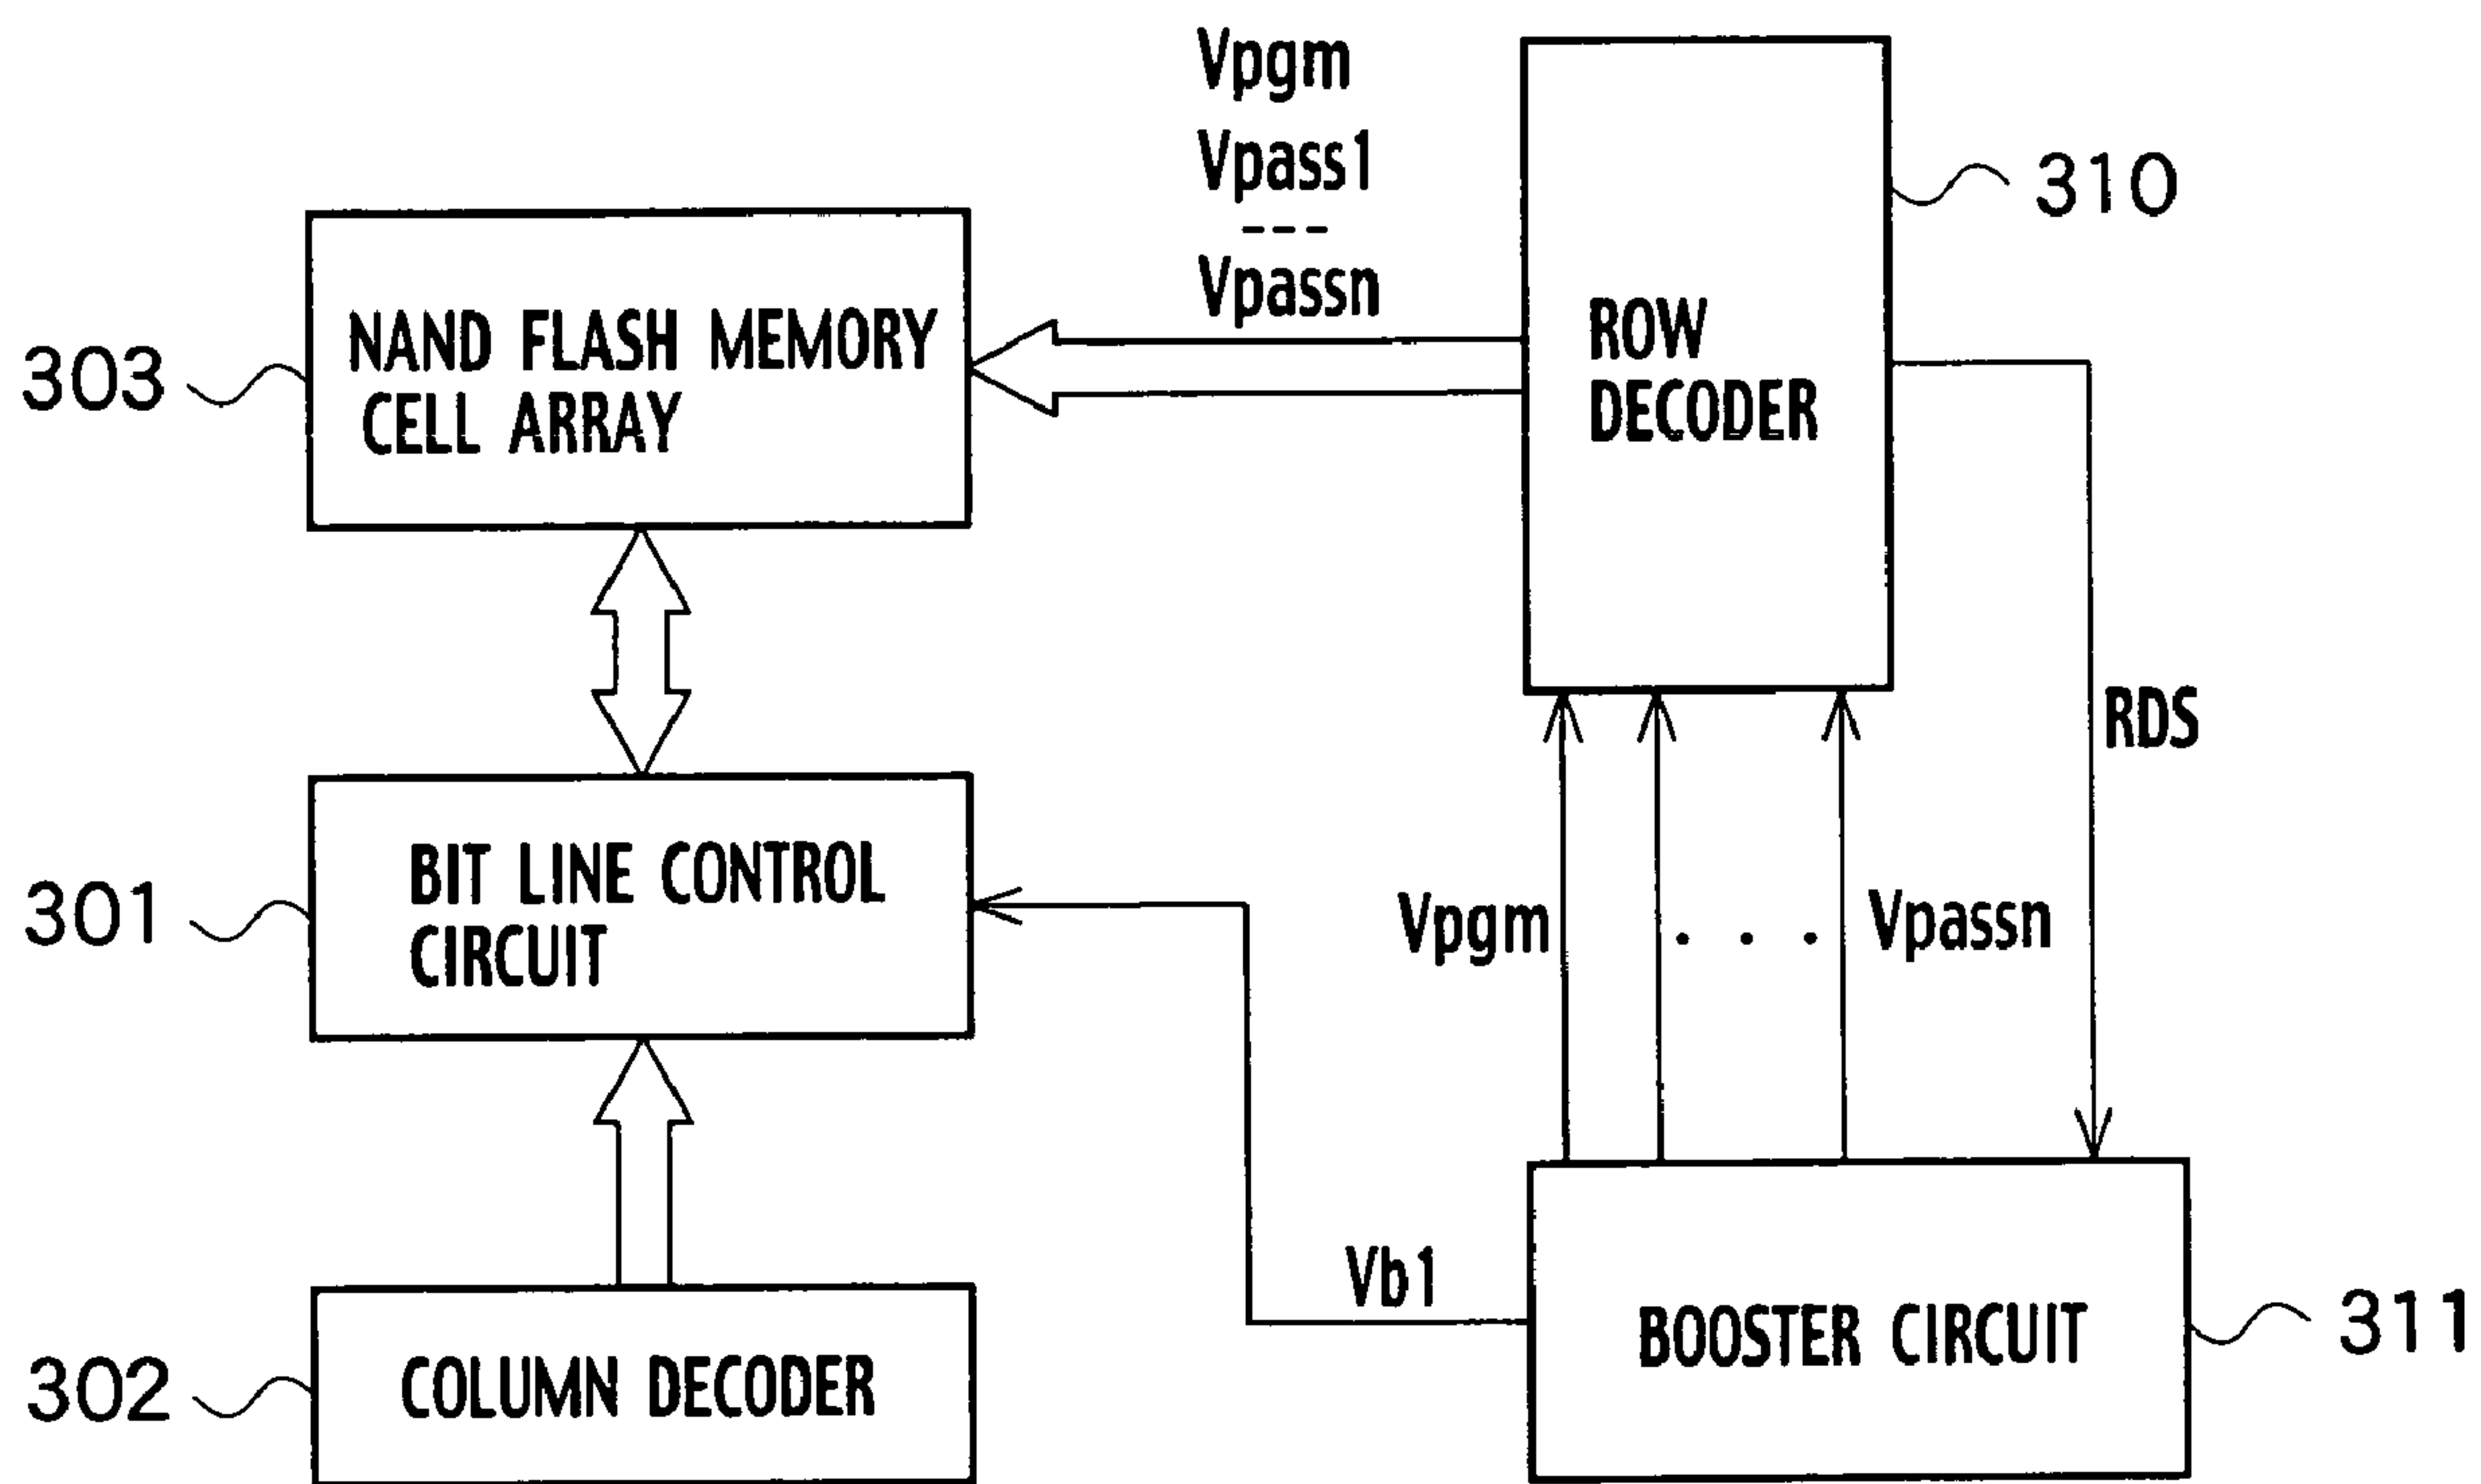 Vpgm
Vpass1
---
Vpassn
310
NAND FLASH MEMORY
CELL ARRAY
303
ROW
DECODER
RDS
BIT LINE CONTROL
CIRCUIT
301
Vpgm
. . .
Vpassn
Vb1
COLUMN DECODER
302
BOOSTER CIRCUIT
311